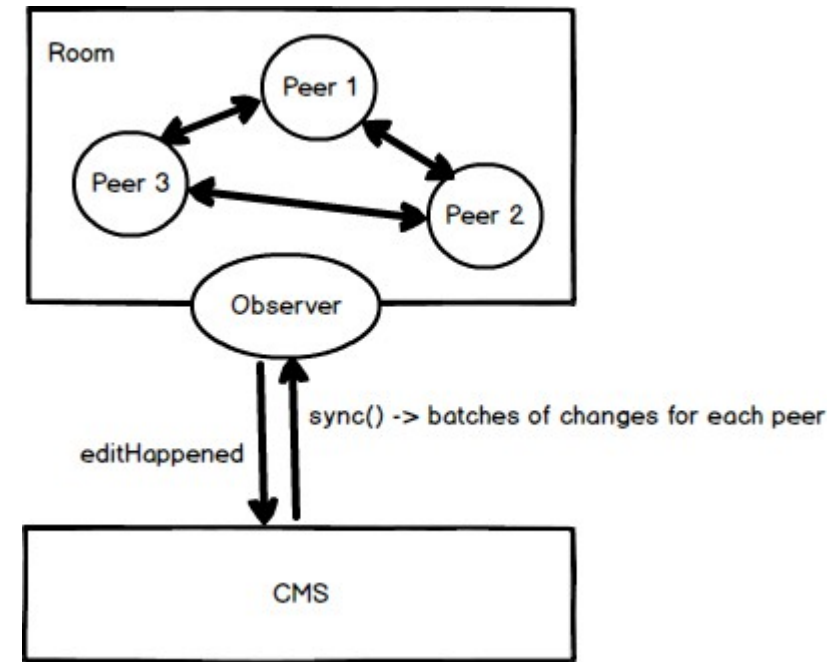 Room
Peer 1
Peer 3
Peer 2
Observer
sync() -> batches of changes for each peer
editHappened
CMS